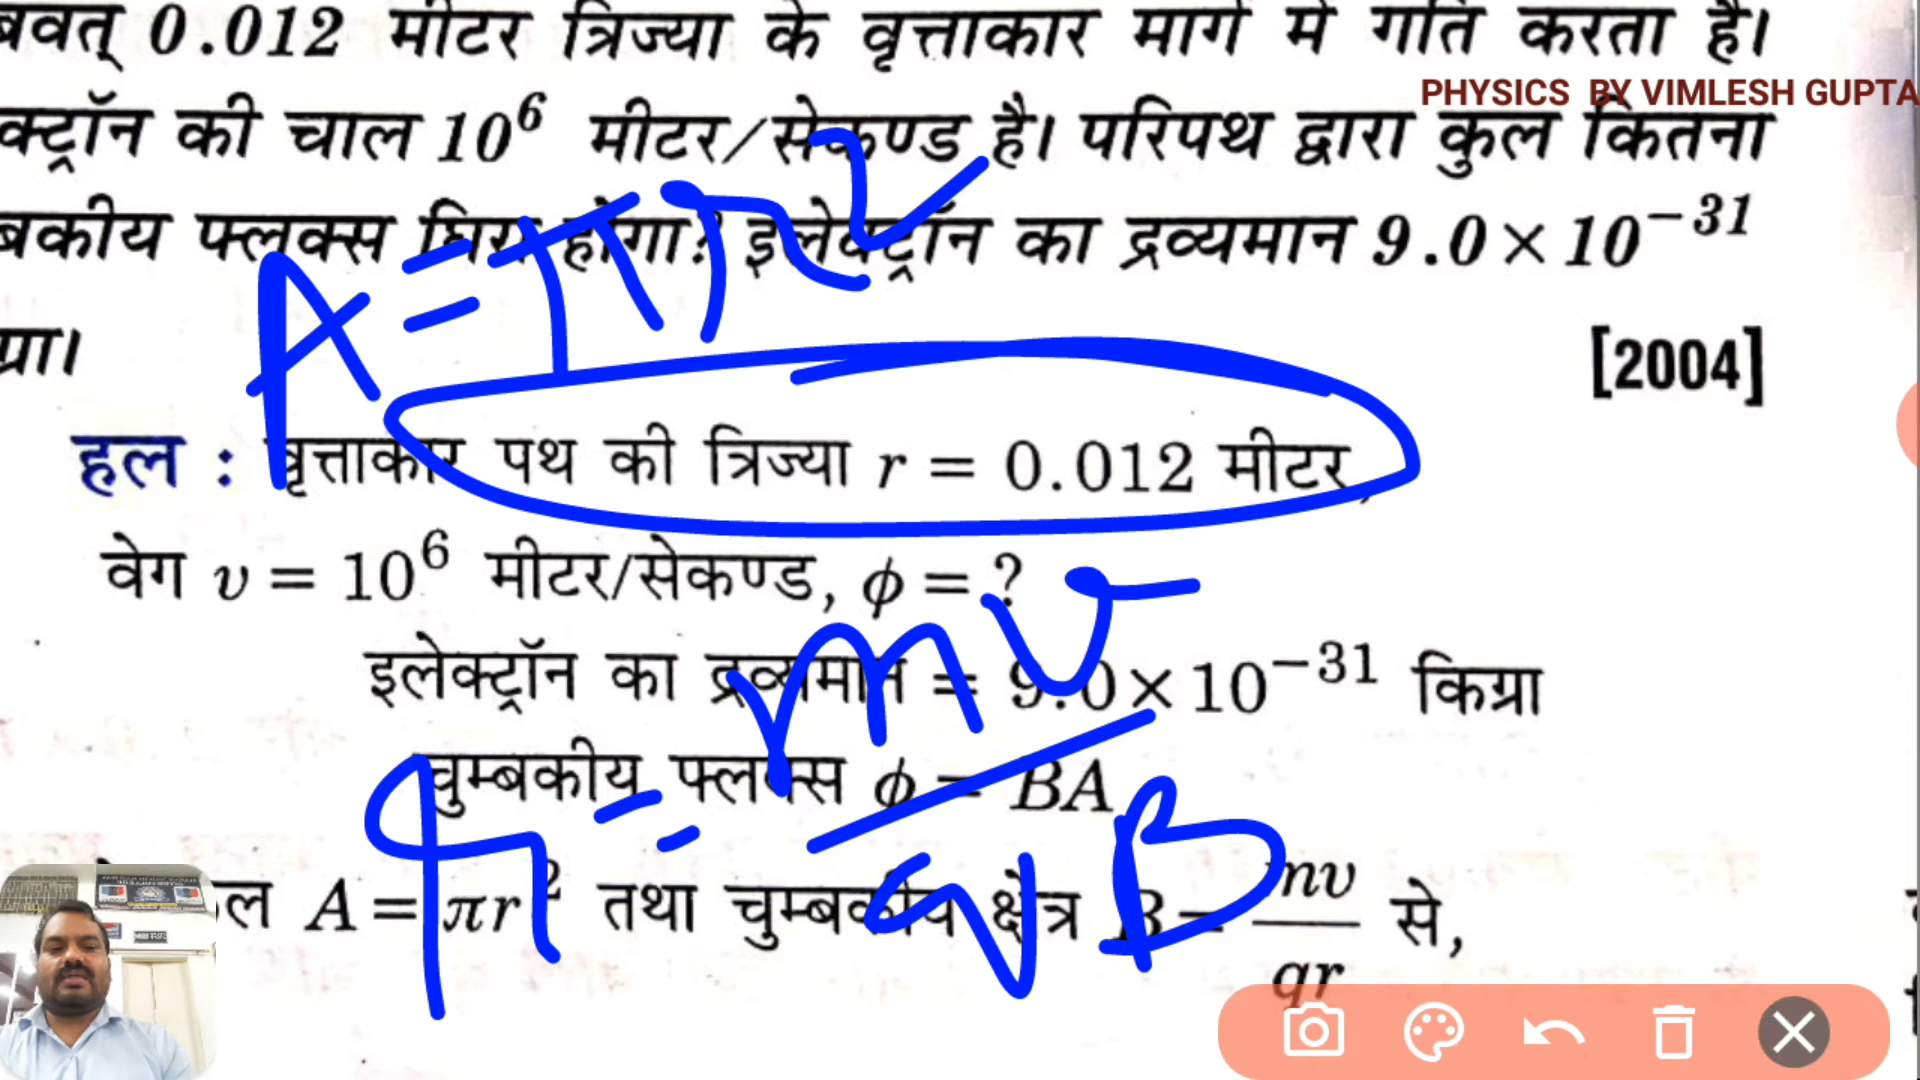 बवत् 0.012 मीटर त्रिज्या के वृत्ताकार मार्ग में गति करता है।
PHYSICS BY VIMLESH GUPTA
क्ट्रॉन की चाल 10⁶ मीटर/सेकण्ड है। परिपथ द्वारा कुल कितना
बकीय फ्लक्स घिरा होगा? इलेक्ट्रॉन का द्रव्यमान 9.0×10⁻³¹
ग्रा।
[2004]
A = πr²
हल : वृत्ताकार पथ की त्रिज्या r = 0.012 मीटर,
वेग υ = 10⁶ मीटर/सेकण्ड, ϕ = ?
इलेक्ट्रॉन का द्रव्यमान = 9.0×10⁻³¹ किग्रा
चुम्बकीय फ्लक्स ϕ = BA
r = mv/qB
ल A = πr² तथा चुम्बकीय क्षेत्र B = mυ/qr से,